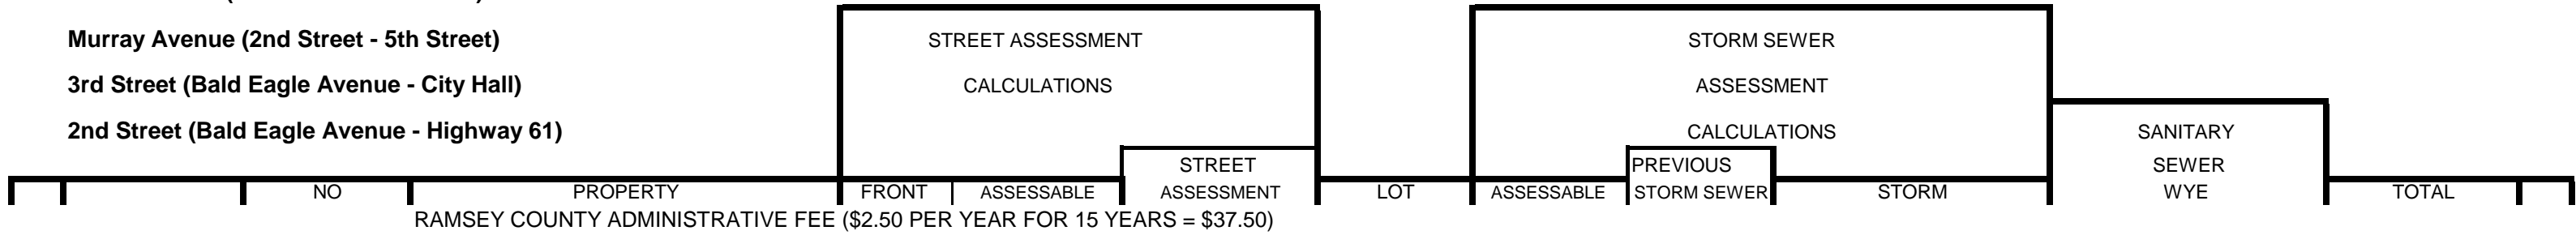 Murray Avenue (2nd Street - 5th Street)
STREET ASSESSMENT
STORM SEWER
3rd Street (Bald Eagle Avenue - City Hall)
CALCULATIONS
ASSESSMENT
2nd Street (Bald Eagle Avenue - Highway 61)
CALCULATIONS
SANITARY
STREET
PREVIOUS
SEWER
NO
PROPERTY
FRONT
ASSESSABLE
ASSESSMENT
LOT
ASSESSABLE
STORM SEWER
STORM
WYE
TOTAL
RAMSEY COUNTY ADMINISTRATIVE FEE ($2.50 PER YEAR FOR 15 YEARS = $37.50)